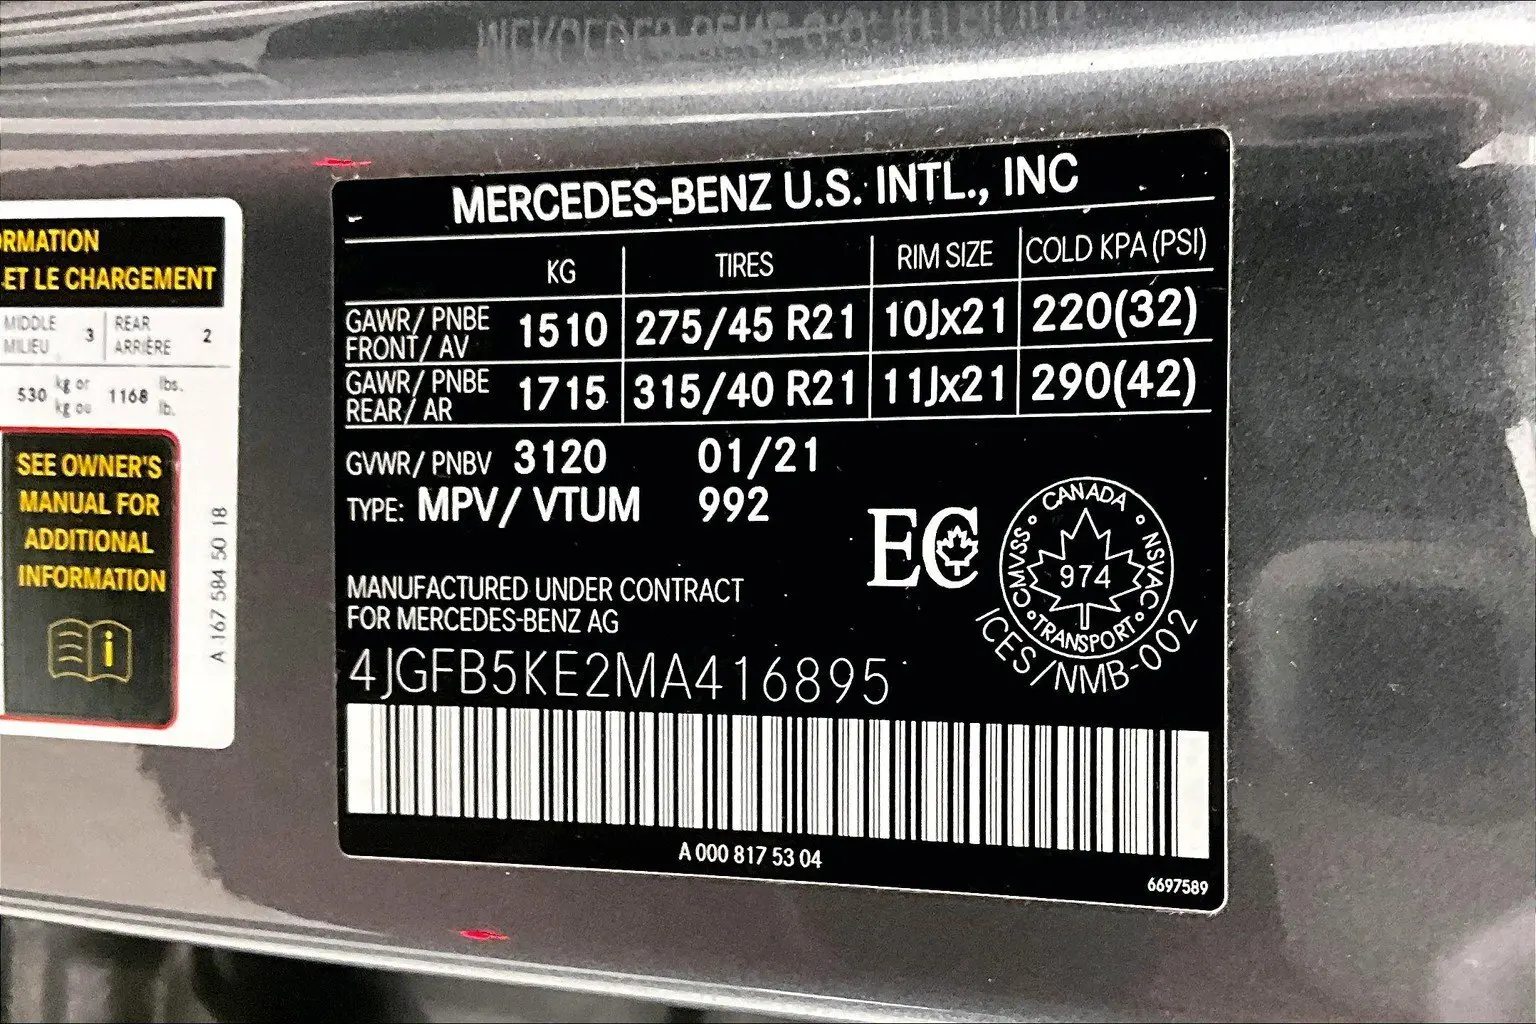 RMATION
ET LE CHARGEMENT
MIDDLE
MILIEU 3
REAR
ARRIÈRE 2
530 kg or
kg ou 1168 lbs.
lb.
SEE OWNER'S
MANUAL FOR
ADDITIONAL
INFORMATION
A 167 584 50 18
MERCEDES-BENZ U.S. INTL., INC
KG TIRES RIM SIZE COLD KPA (PSI)
GAWR/ PNBE
FRONT/ AV 1510 275/45 R21 10Jx21 220(32)
GAWR/ PNBE
REAR/ AR 1715 315/40 R21 11Jx21 290(42)
GVWR/ PNBV 3120 01/21
TYPE: MPV/ VTUM 992
EC
CANADA
CMVSS
NSVAC
974
TRANSPORT
ICES/NMB-002
MANUFACTURED UNDER CONTRACT
FOR MERCEDES-BENZ AG
4JGFB5KE2MA416895
A 000 817 53 04
6697589